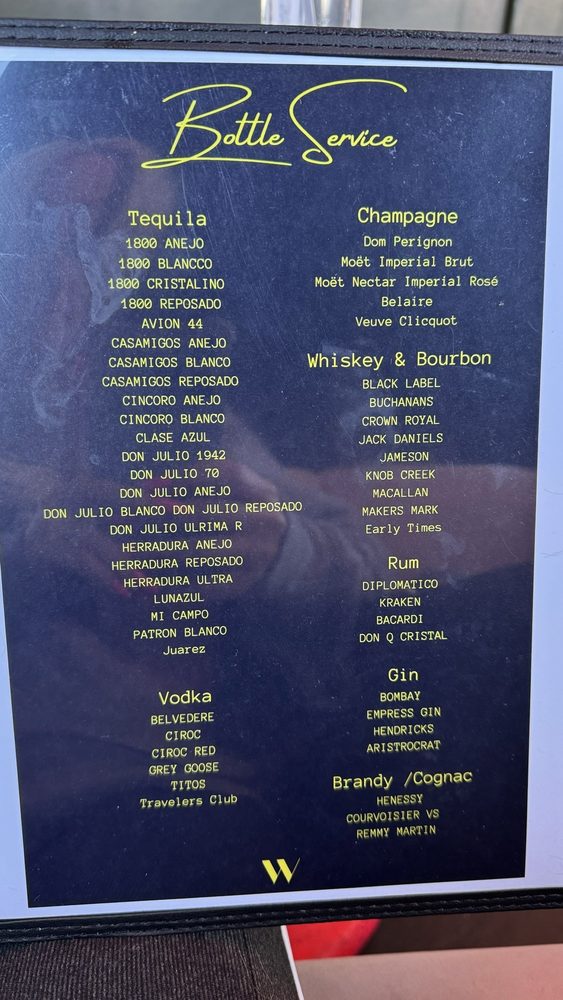 Bottle Service
Tequila
1800 ANEJO
1800 BLANCCO
1800 CRISTALINO
1800 REPOSADO
AVION 44
CASAMIGOS ANEJO
CASAMIGOS BLANCO
CASAMIGOS REPOSADO
CINCORO ANEJO
CINCORO BLANCO
CLASE AZUL
DON JULIO 1942
DON JULIO 70
DON JULIO ANEJO
DON JULIO BLANCO DON JULIO REPOSADO
DON JULIO ULRIMA R
HERRADURA ANEJO
HERRADURA REPOSADO
HERRADURA ULTRA
LUNAZUL
MI CAMPO
PATRON BLANCO
Juarez
Vodka
BELVEDERE
CIROC
CIROC RED
GREY GOOSE
TITOS
Travelers Club
Champagne
Dom Perignon
Moët Imperial Brut
Moët Nectar Imperial Rosé
Belaire
Veuve Clicquot
Whiskey & Bourbon
BLACK LABEL
BUCHANANS
CROWN ROYAL
JACK DANIELS
JAMESON
KNOB CREEK
MACALLAN
MAKERS MARK
Early Times
Rum
DIPLOMATICO
KRAKEN
BACARDI
DON Q CRISTAL
Gin
BOMBAY
EMPRESS GIN
HENDRICKS
ARISTROCRAT
Brandy /Cognac
HENESSY
COURVOISIER VS
REMMY MARTIN
W